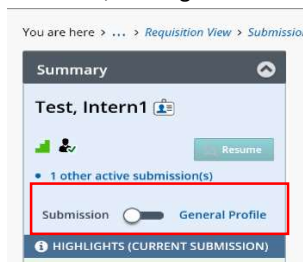 You are here > ... > Requisition View > Submission
Summary
Test, Intern1
Resume
1 other active submission(s)
Submission General Profile
HIGHLIGHTS (CURRENT SUBMISSION)